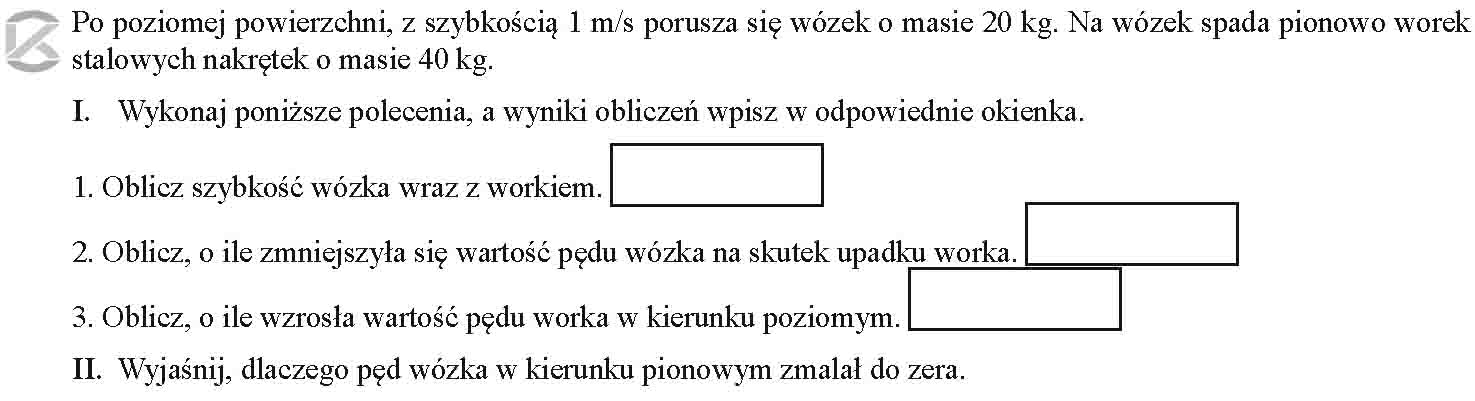 Po poziomej powierzchni, z szybkością 1 m/s porusza się wózek o masie 20 kg. Na wózek spada pionowo worek
stalowych nakrętek o masie 40 kg.
I. Wykonaj poniższe polecenia, a wyniki obliczeń wpisz w odpowiednie okienka.
1. Oblicz szybkość wózka wraz z workiem.
2. Oblicz, o ile zmniejszyła się wartość pędu wózka na skutek upadku worka.
3. Oblicz, o ile wzrosła wartość pędu worka w kierunku poziomym.
II. Wyjaśnij, dlaczego pęd wózka w kierunku pionowym zmalał do zera.